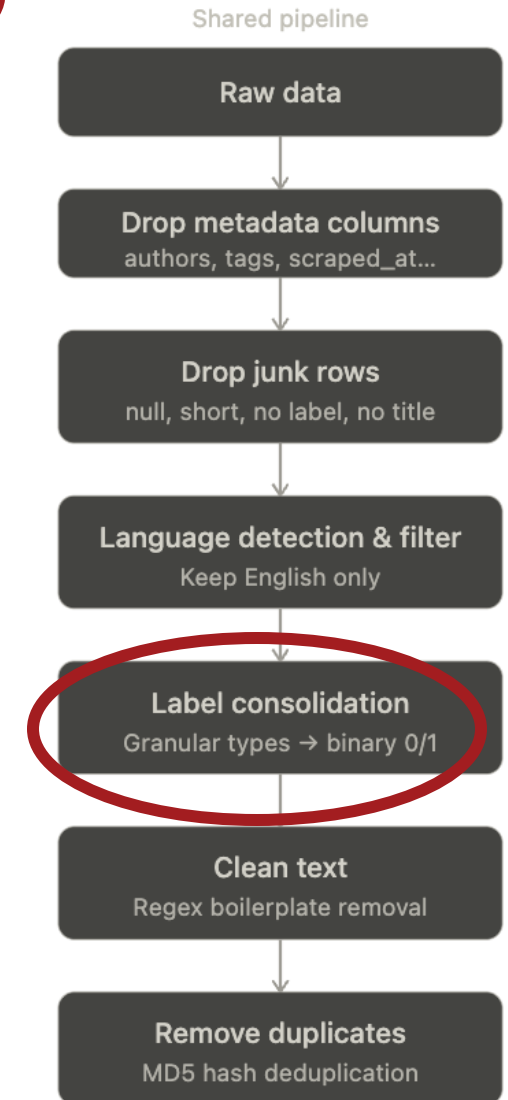 Shared pipeline
Raw data
Drop metadata columns
authors, tags, scraped_at...
Drop junk rows
null, short, no label, no title
Language detection & filter
Keep English only
Label consolidation
Granular types → binary 0/1
Clean text
Regex boilerplate removal
Remove duplicates
MD5 hash deduplication